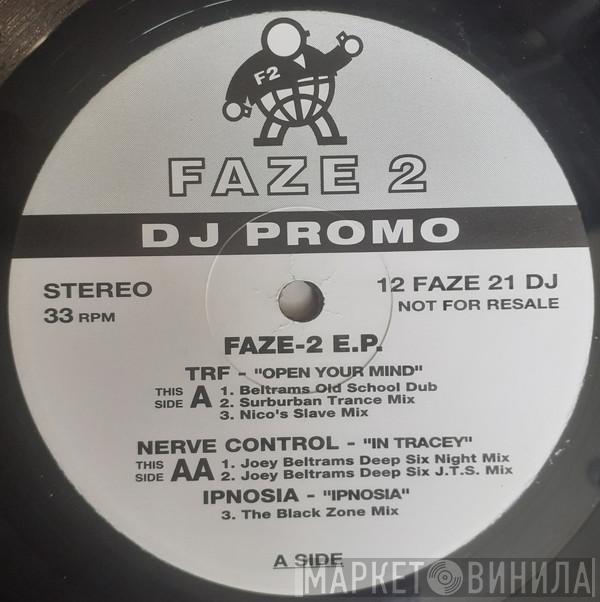 F2
FAZE 2
DJ PROMO
STEREO
33 RPM
12 FAZE 21 DJ
NOT FOR RESALE
FAZE-2 E.P.
TRF - "OPEN YOUR MIND"
THIS SIDE A 1. Beltrams Old School Dub
2. Surburban Trance Mix
3. Nico's Slave Mix
NERVE CONTROL - "IN TRACEY"
THIS SIDE AA 1. Joey Beltrams Deep Six Night Mix
2. Joey Beltrams Deep Six J.T.S. Mix
IPNOSIA - "IPNOSIA"
3. The Black Zone Mix
A SIDE
МАРКЕТ ВИНИЛА